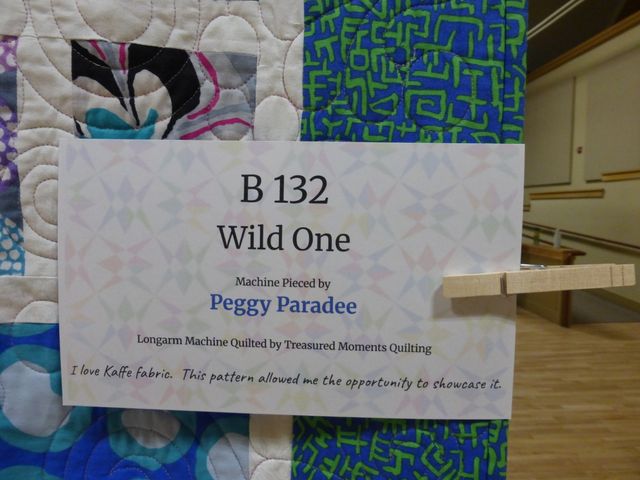 B 132
Wild One
Machine Pieced by
Peggy Paradee
Longarm Machine Quilted by Treasured Moments Quilting
I love Kaffe fabric. This pattern allowed me the opportunity to showcase it.